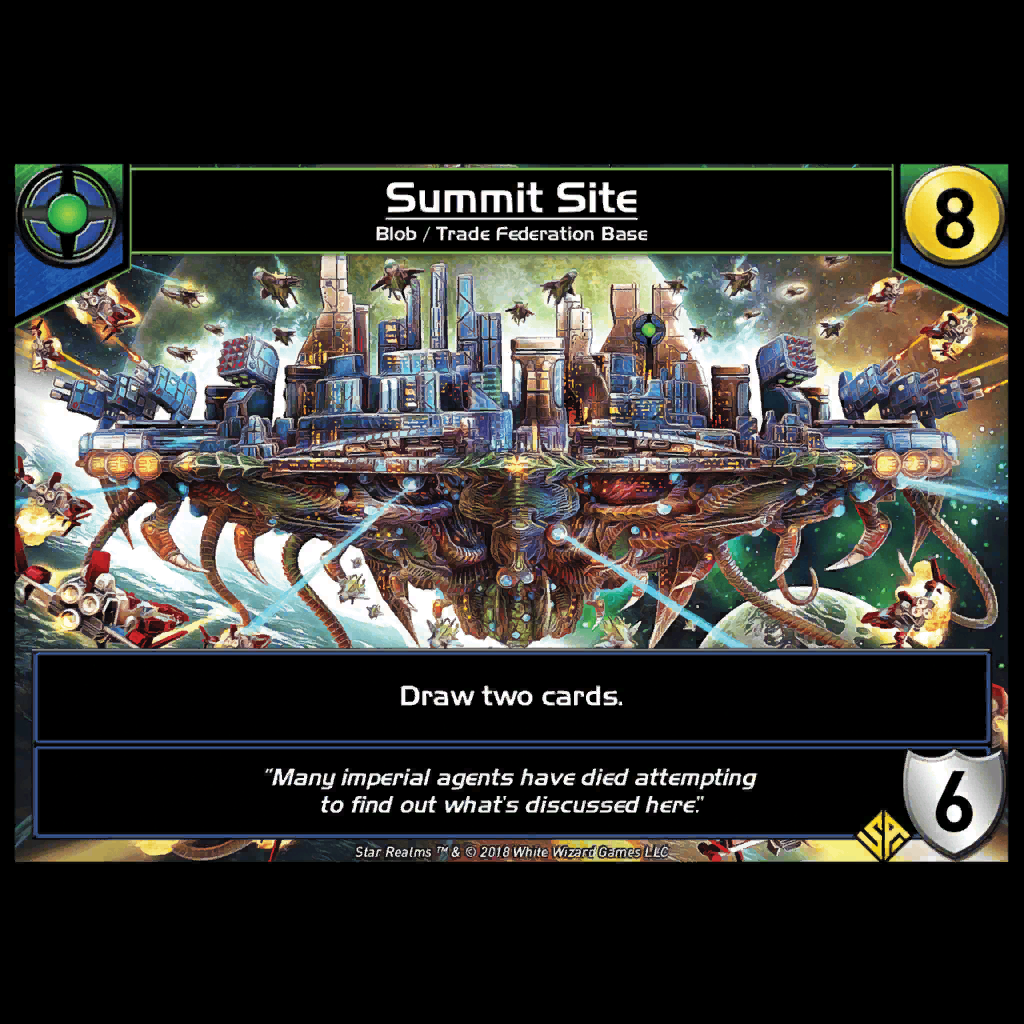 Summit Site
8
Blob / Trade Federation Base
Draw two cards.
"Many imperial agents have died attempting
to find out what's discussed here."
6
Star Realms ™ & © 2018 White Wizard Games LLC